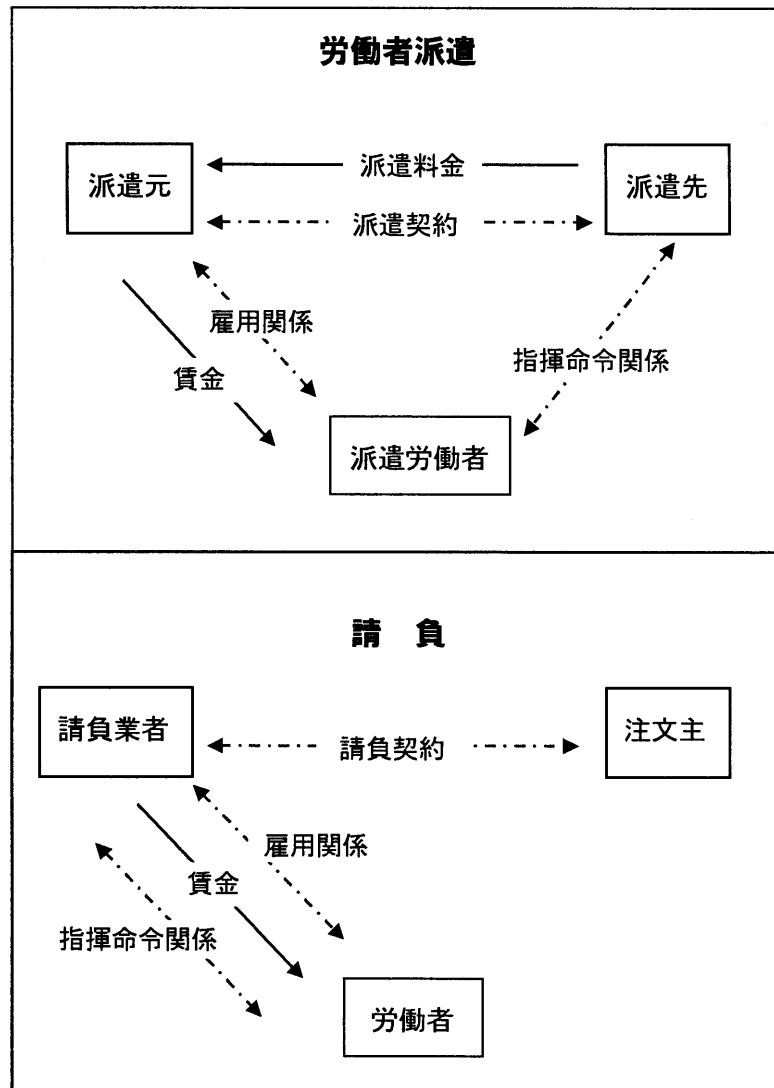 労働者派遣
派遣元
派遣料金
派遣先
派遣契約
雇用関係
指揮命令関係
賃金
派遣労働者
請 負
請負業者
請負契約
注文主
雇用関係
賃金
指揮命令関係
労働者